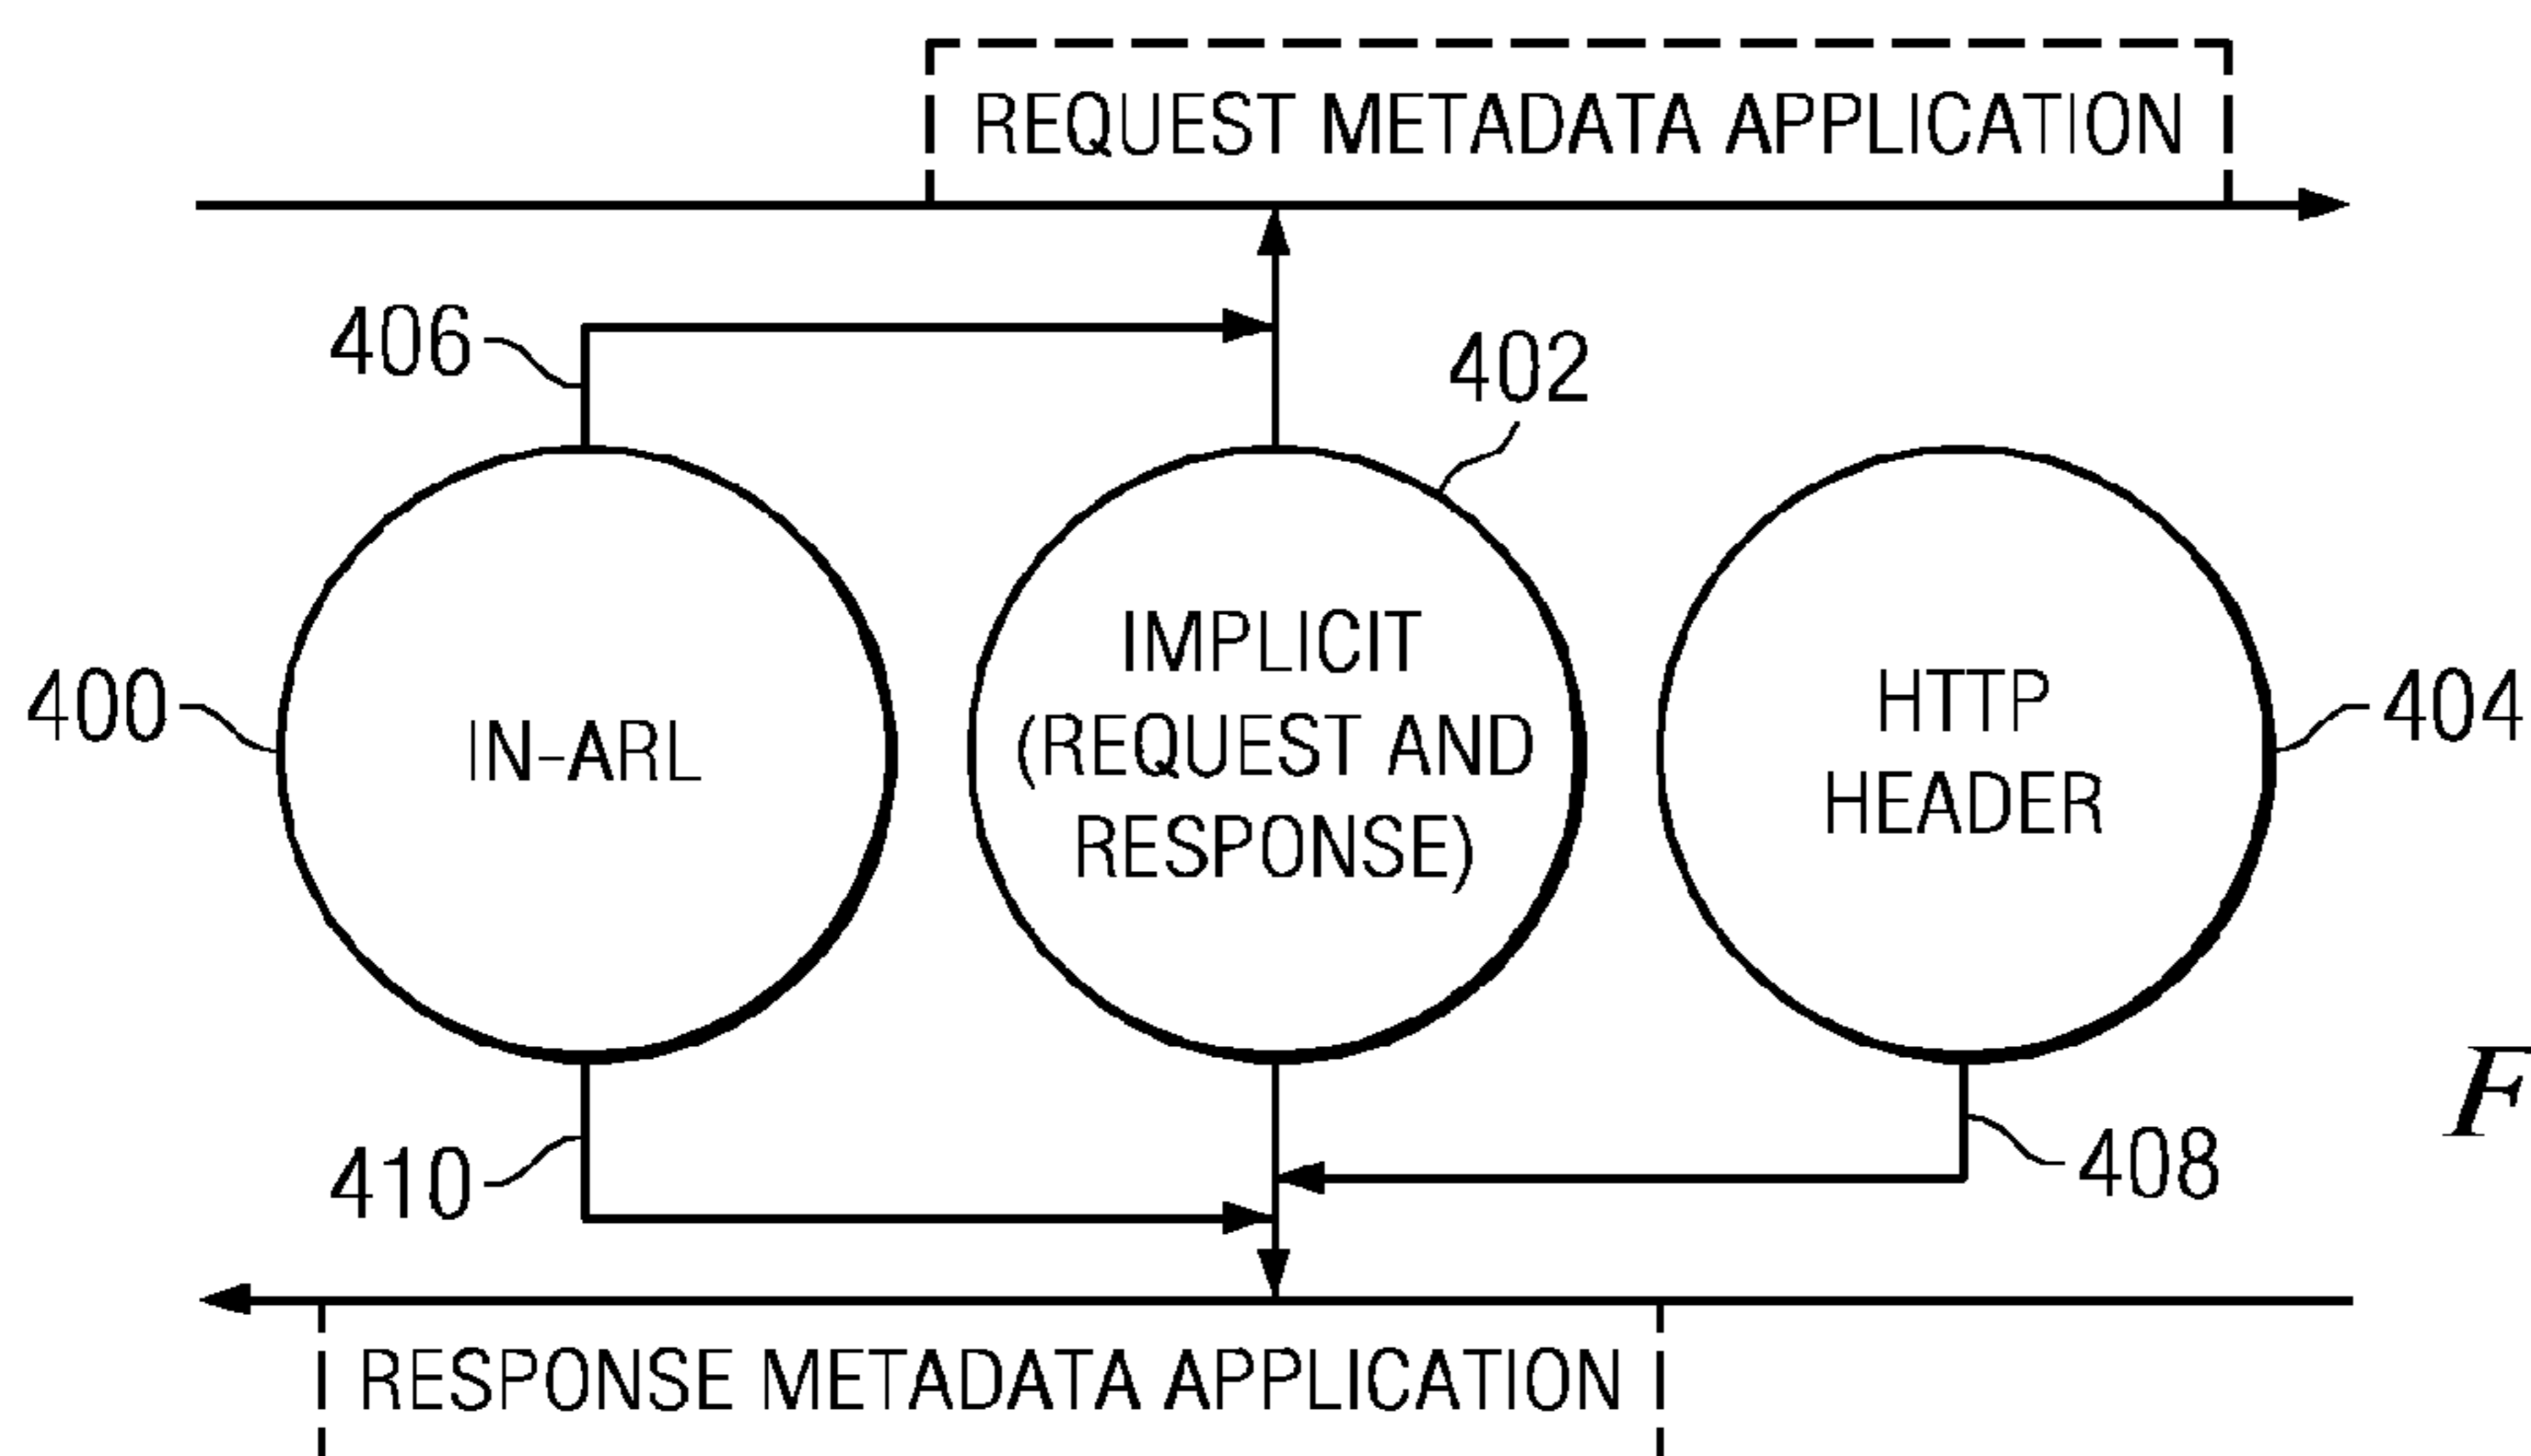 REQUEST METADATA APPLICATION
406
402
400
IN-ARL
IMPLICIT
(REQUEST AND
RESPONSE)
HTTP
HEADER
404
410
408
F
RESPONSE METADATA APPLICATION